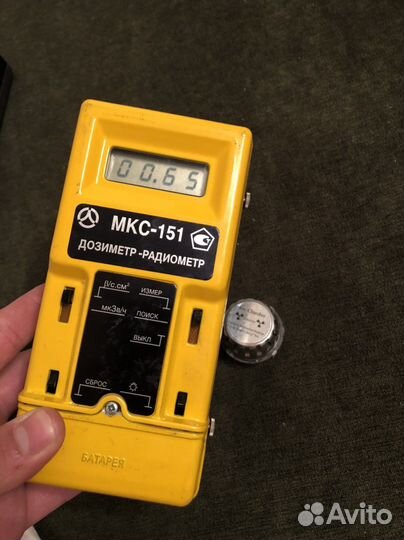 00.65
МКС-151
ДОЗИМЕТР-РАДИОМЕТР
β/с.см² ИЗМЕР
мкЗв/ч ПОИСК
ВЫКЛ
СБРОС
БАТАРЕЯ
Avito